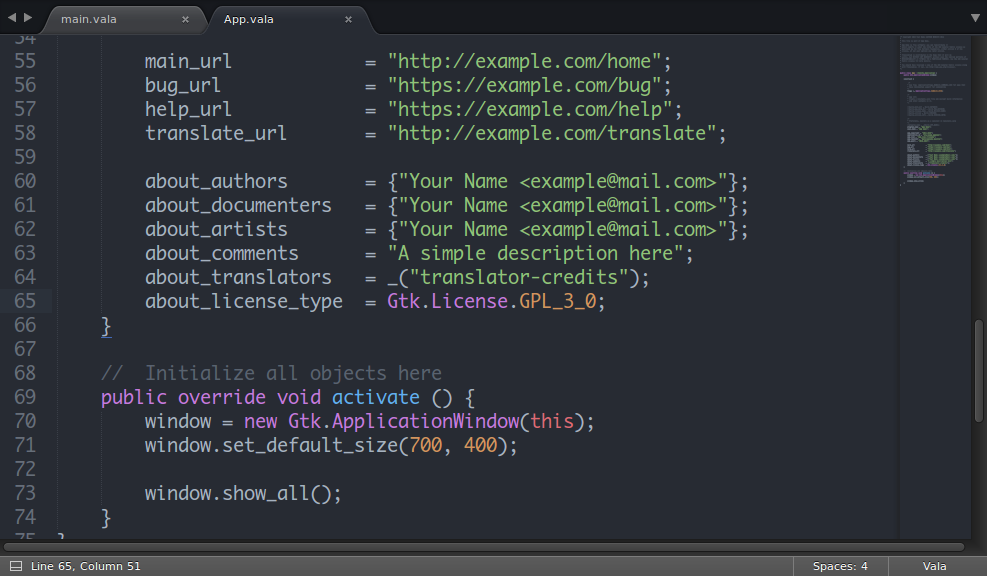 main.vala × App.vala ×
54
55 main_url = "http://example.com/home";
56 bug_url = "https://example.com/bug";
57 help_url = "https://example.com/help";
58 translate_url = "http://example.com/translate";
59
60 about_authors = {"Your Name <example@mail.com>"};
61 about_documenters = {"Your Name <example@mail.com>"};
62 about_artists = {"Your Name <example@mail.com>"};
63 about_comments = "A simple description here";
64 about_translators = _("translator-credits");
65 about_license_type = Gtk.License.GPL_3_0;
66 }
67
68 // Initialize all objects here
69 public override void activate () {
70 window = new Gtk.ApplicationWindow(this);
71 window.set_default_size(700, 400);
72
73 window.show_all();
74 }
75 }
Line 65, Column 51 Spaces: 4 Vala